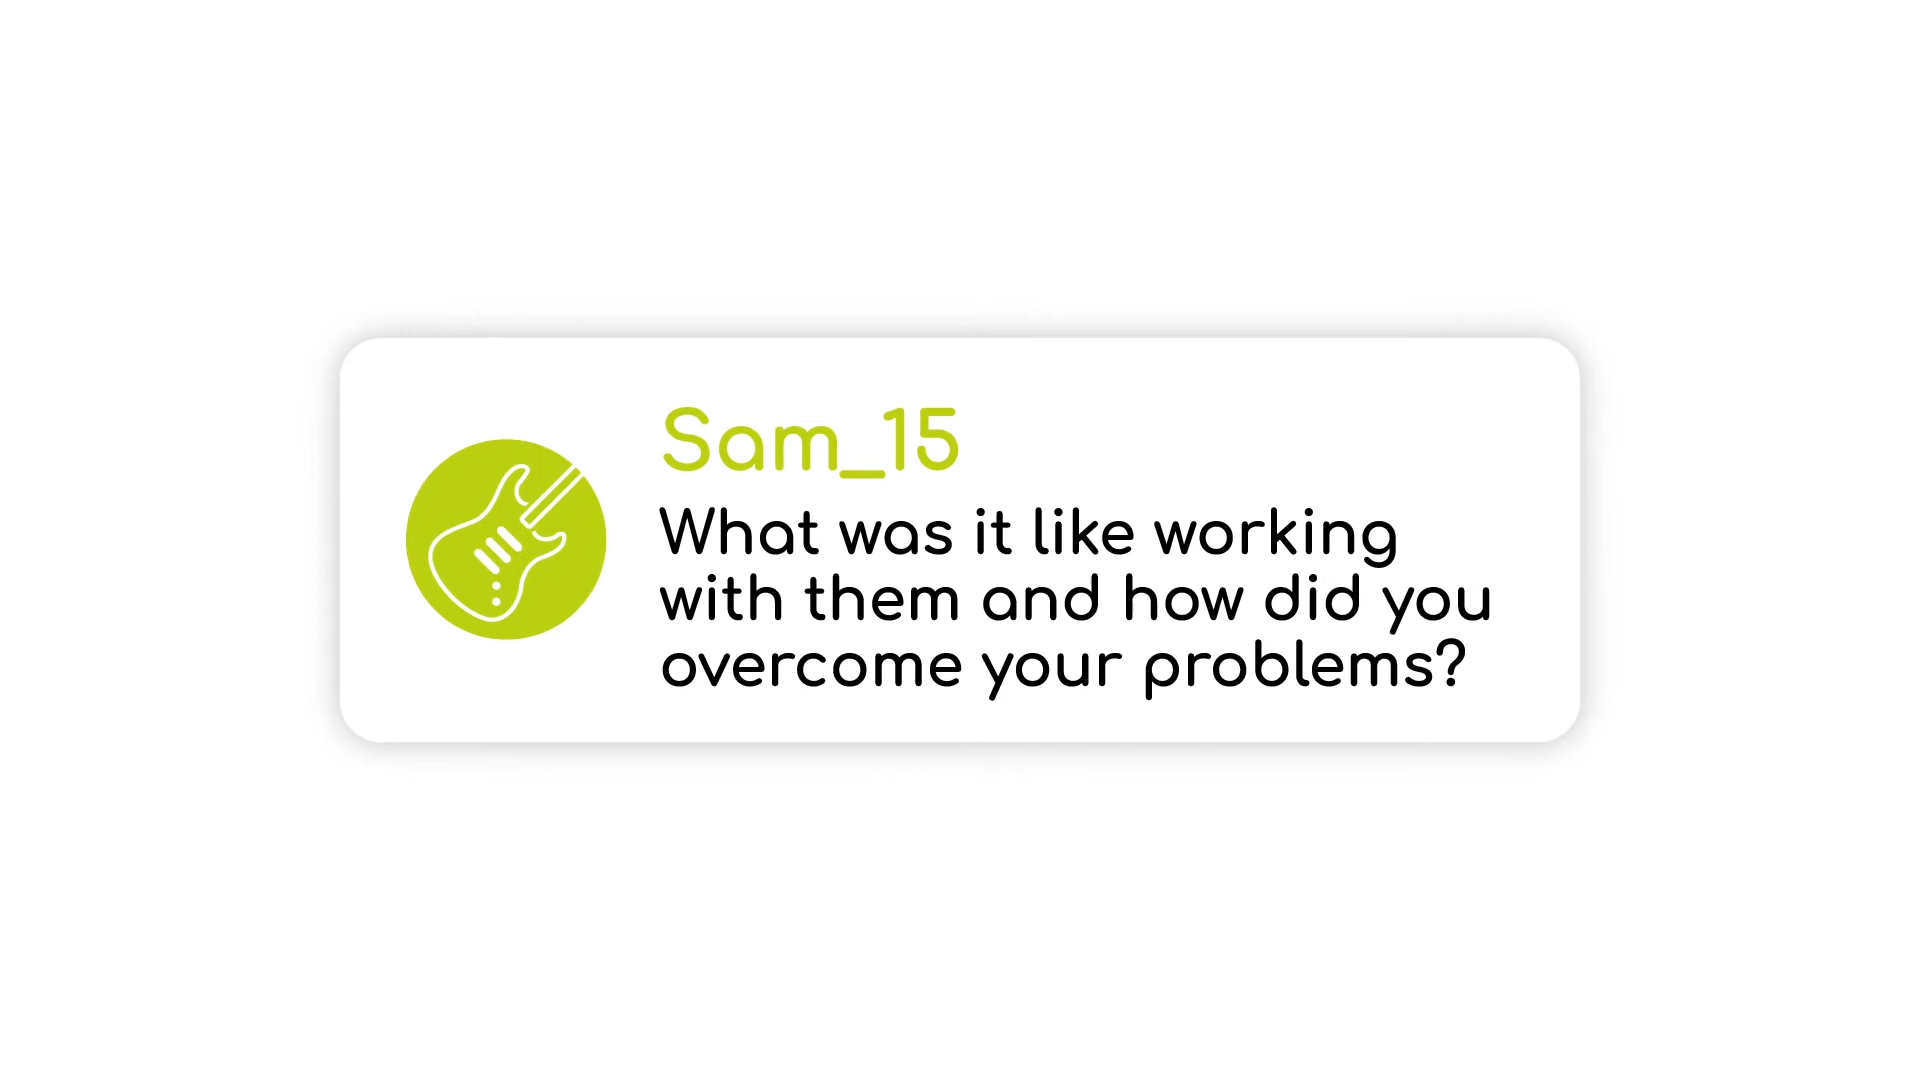 Sam_15
What was it like working
with them and how did you
overcome your problems?